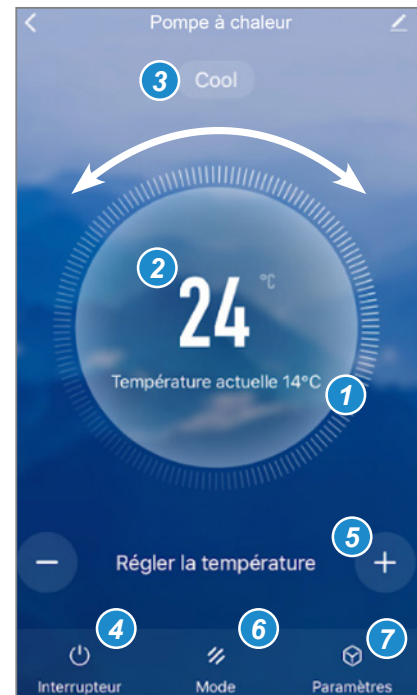 Pompe à chaleur
3 Cool
2 24 °C
Température actuelle 14°C 1
5
− Régler la température +
4 6 7
Interrupteur Mode Paramètres